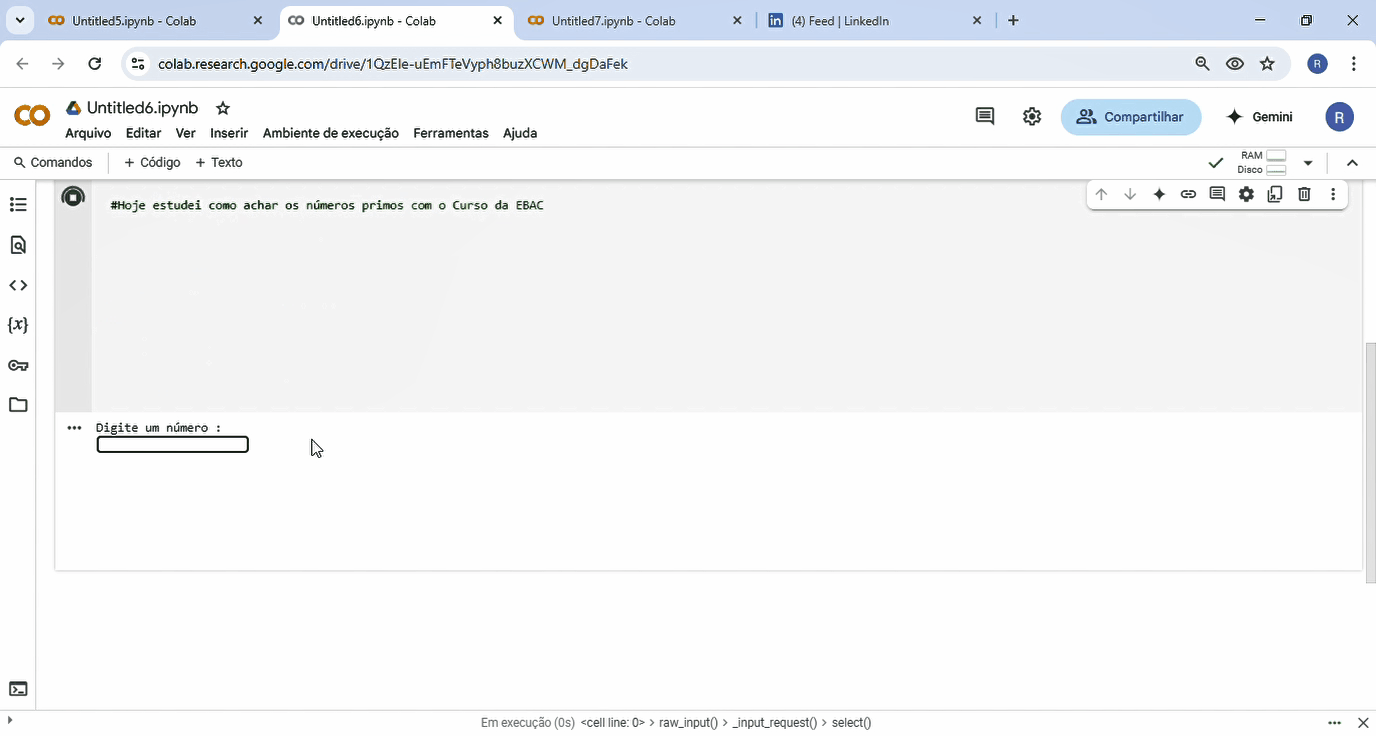 Untitled5.ipynb - Colab
Untitled6.ipynb - Colab
Untitled7.ipynb - Colab
in (4) Feed | LinkedIn
colab.research.google.com/drive/1QzEIe-uEmFTeVyph8buzXCWM_dgDaFek
R
CO Untitled6.ipynb
Arquivo Editar Ver Inserir Ambiente de execução Ferramentas Ajuda
Compartilhar
Gemini
R
Comandos + Código + Texto
RAM
Disco
#Hoje estudei como achar os números primos com o Curso da EBAC
{x}
... Digite um número :
Em execução (0s) <cell line: 0> > raw_input() > _input_request() > select()